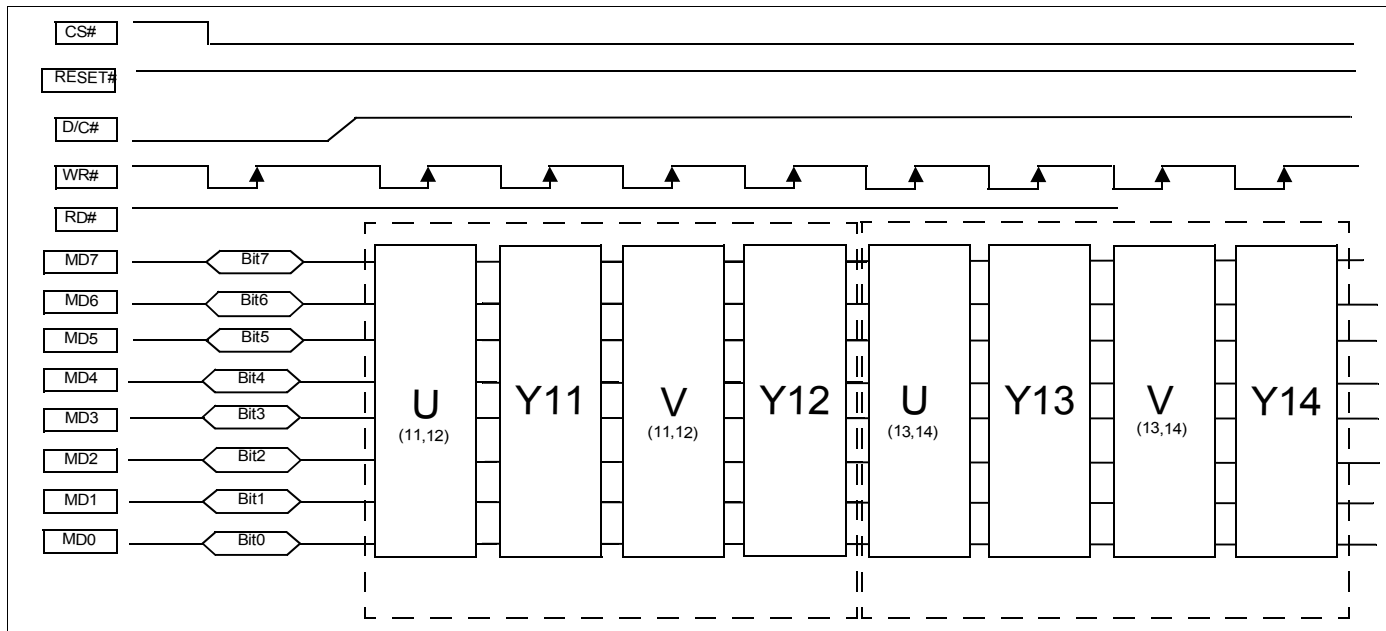 CS#
RESET#
D/C#
WR#
RD#
MD7 Bit7
MD6 Bit6
MD5 Bit5
MD4 Bit4
MD3 Bit3
MD2 Bit2
MD1 Bit1
MD0 Bit0
U Y11 V Y12 U Y13 V Y14
(11,12) (11,12) (13,14) (13,14)